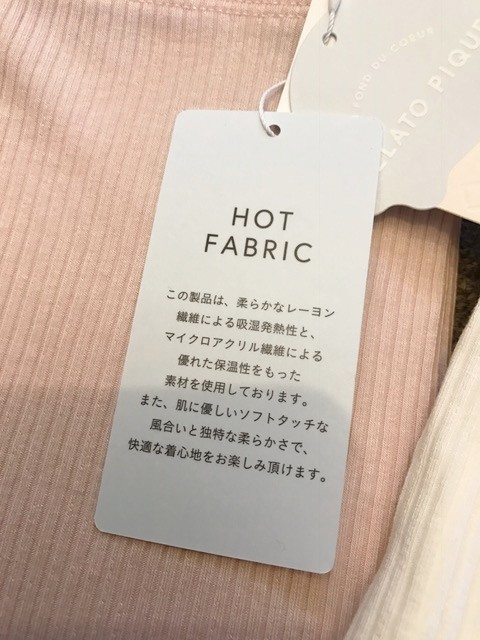 FOND·DU·COEUR
LLATO PIQUE
HOT
FABRIC
この製品は、柔らかなレーヨン
繊維による吸湿発熱性と、
マイクロアクリル繊維による
優れた保温性をもった
素材を使用しております。
また、肌に優しいソフトタッチな
風合いと独特な柔らかさで、
快適な着心地をお楽しみ頂けます。